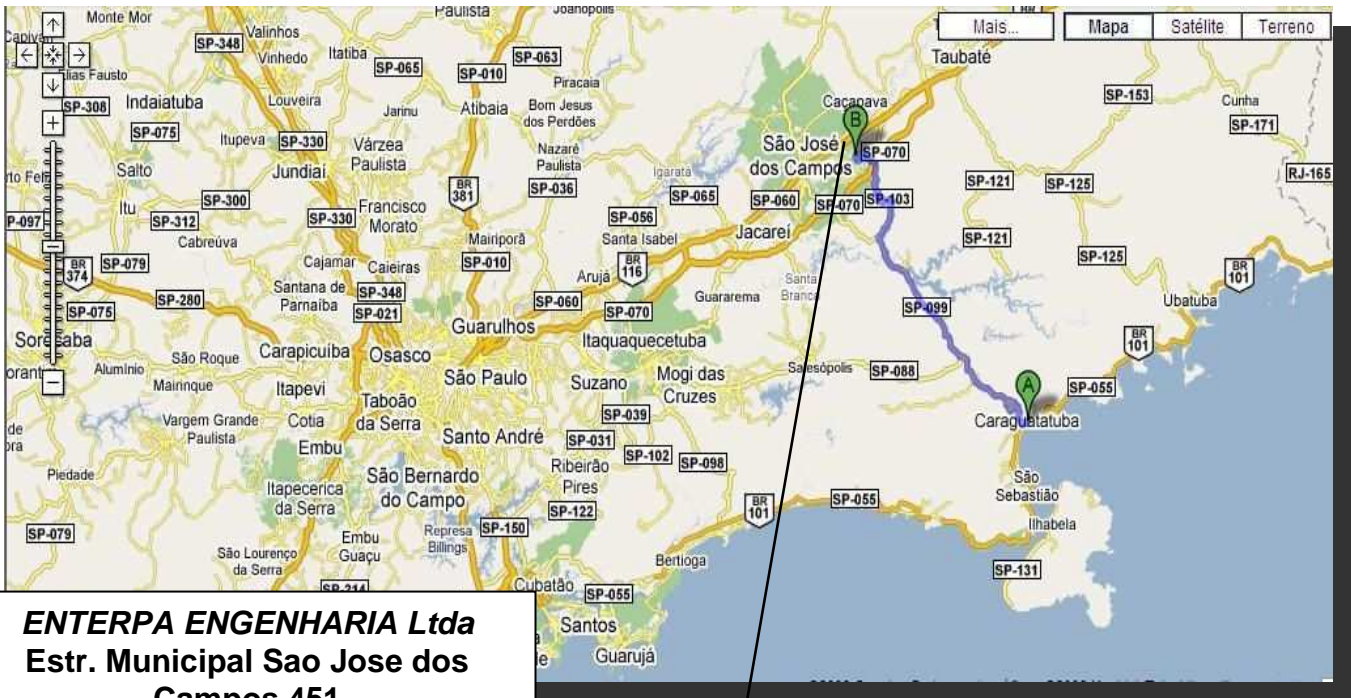 Monte Mor
Paulista
Joanópolis
Mais...
Mapa
Satélite
Terreno
Valinhos
SP-348
Vinhedo
Itatiba
SP-065
SP-010
SP-063
Taubaté
Elias Fausto
SP-308
Indaiatuba
Louveira
Jarinu
Atibaia
Piracaia
Bom Jesus
dos Perdões
Caçapava
B
SP-153
Cunha
SP-171
SP-075
Itupeva
SP-330
Várzea
Paulista
Nazaré
Paulista
São José
dos Campos
SP-070
Salto
Jundiaí
BR
381
SP-036
Igaratá
SP-065
SP-060
SP-070
SP-103
SP-121
SP-125
RJ-165
Itu
SP-300
SP-312
SP-330
Francisco
Morato
SP-056
Cabreúva
Mairiporã
Santa Isabel
Jacareí
SP-121
SP-125
BR
374
SP-079
Cajamar
Caieiras
SP-010
Arujá
BR
116
Santa
Branca
BR
101
SP-280
Santana de
Parnaíba
SP-348
SP-021
SP-060
SP-070
Guararema
SP-099
Ubatuba
SP-075
Guarulhos
Itaquaquecetuba
BR
101
Sorocaba
São Roque
Carapicuíba
Osasco
Alumínio
Mairinque
Itapevi
São Paulo
Suzano
Mogi das
Cruzes
Salesópolis
SP-088
A
SP-055
Vargem Grande
Paulista
Cotia
Taboão
da Serra
SP-039
Caraguatatuba
Embu
Santo André
SP-031
SP-102
SP-098
Piedade
São Bernardo
do Campo
Ribeirão
Pires
São
Sebastião
Itapecerica
da Serra
BR
101
SP-055
SP-079
Embu
Guaçu
Represa
Billings
SP-150
SP-122
Ilhabela
São Lourenço
da Serra
Bertioga
SP-131
SP-214
Cubatão
SP-055
Santos
Guarujá
ENTERPA ENGENHARIA Ltda
Estr. Municipal Sao Jose dos
Campos 451